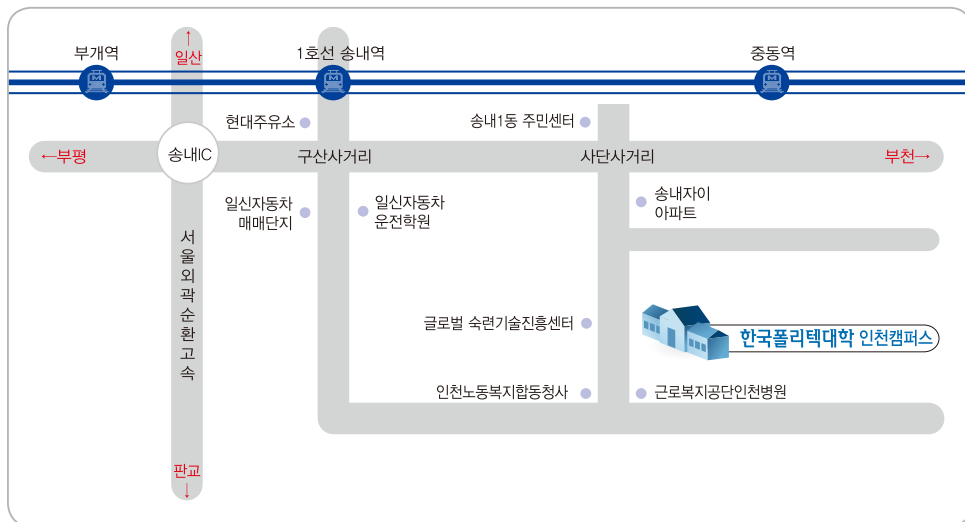 ↑
일산
부개역
1호선 송내역
중동역
현대주유소
송내1동 주민센터
←부평
송내IC
구산사거리
사단사거리
부천→
일신자동차
매매단지
일신자동차
운전학원
송내자이
아파트
서울외곽순환고속
글로벌 숙련기술진흥센터
한국폴리텍대학 인천캠퍼스
인천노동복지합동청사
근로복지공단인천병원
판교
↓